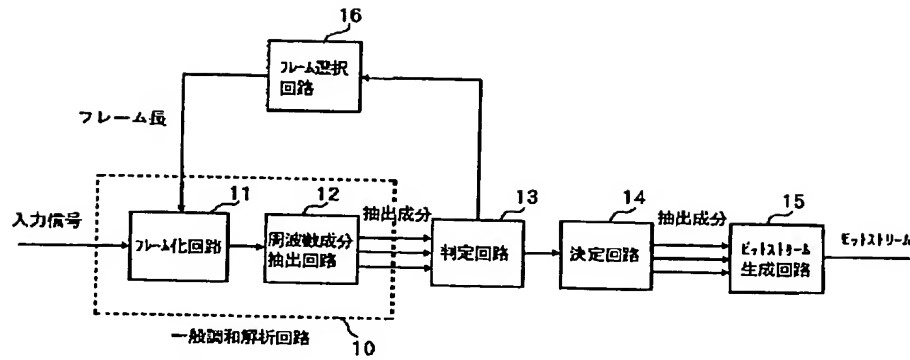 16
フレーム選択
回路
フレーム長
11
12
抽出成分
13
14
抽出成分
15
入力信号
フレーム化回路
周波数成分
抽出回路
判定回路
決定回路
ビットストリーム
生成回路
モットストリーム
一般調和解析回路
10